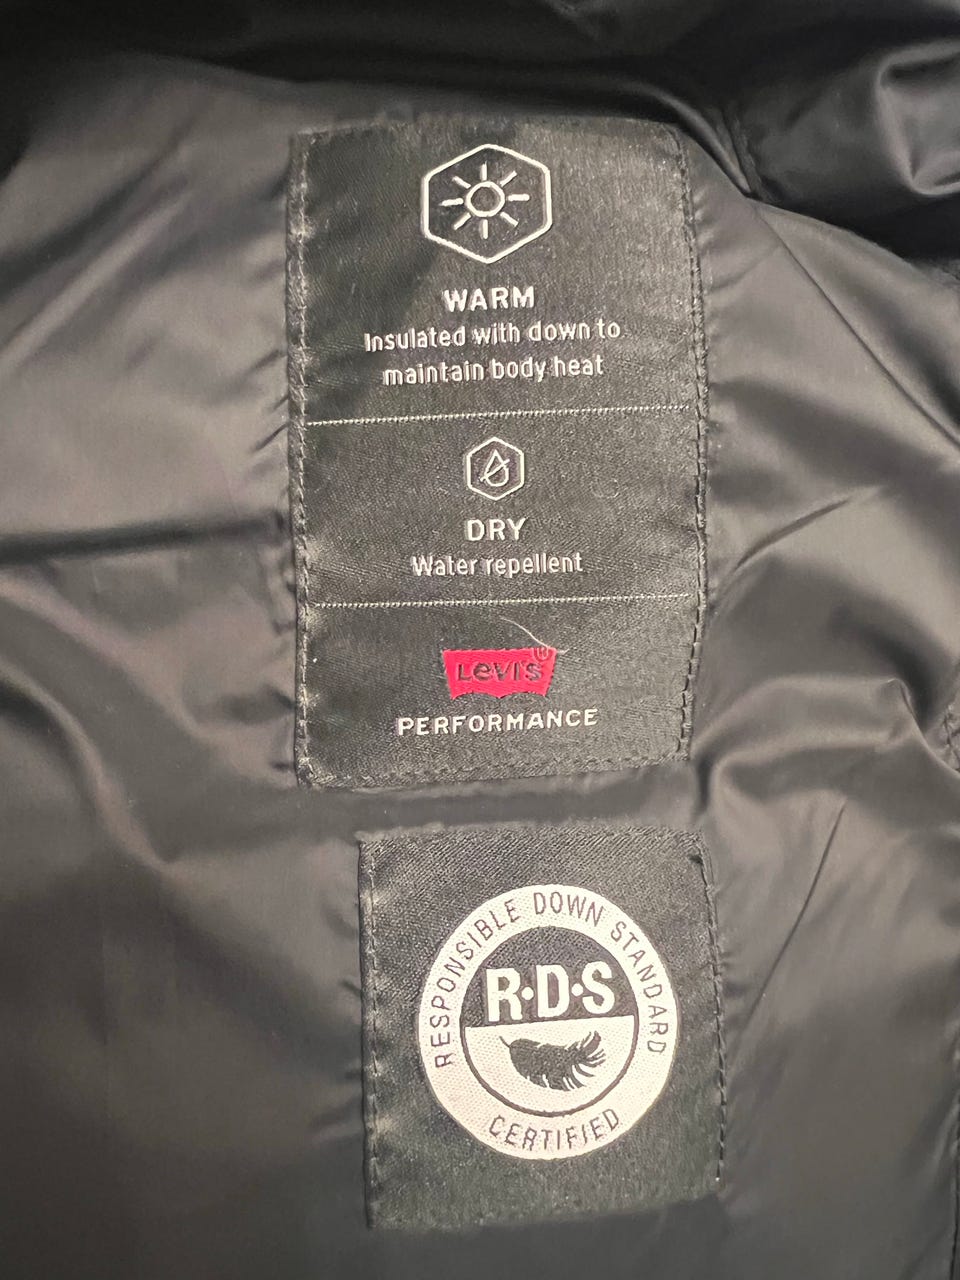 WARM
Insulated with down to
maintain body heat
DRY
Water repellent
Levi's®
PERFORMANCE
RESPONSIBLE DOWN STANDARD
R·D·S
CERTIFIED